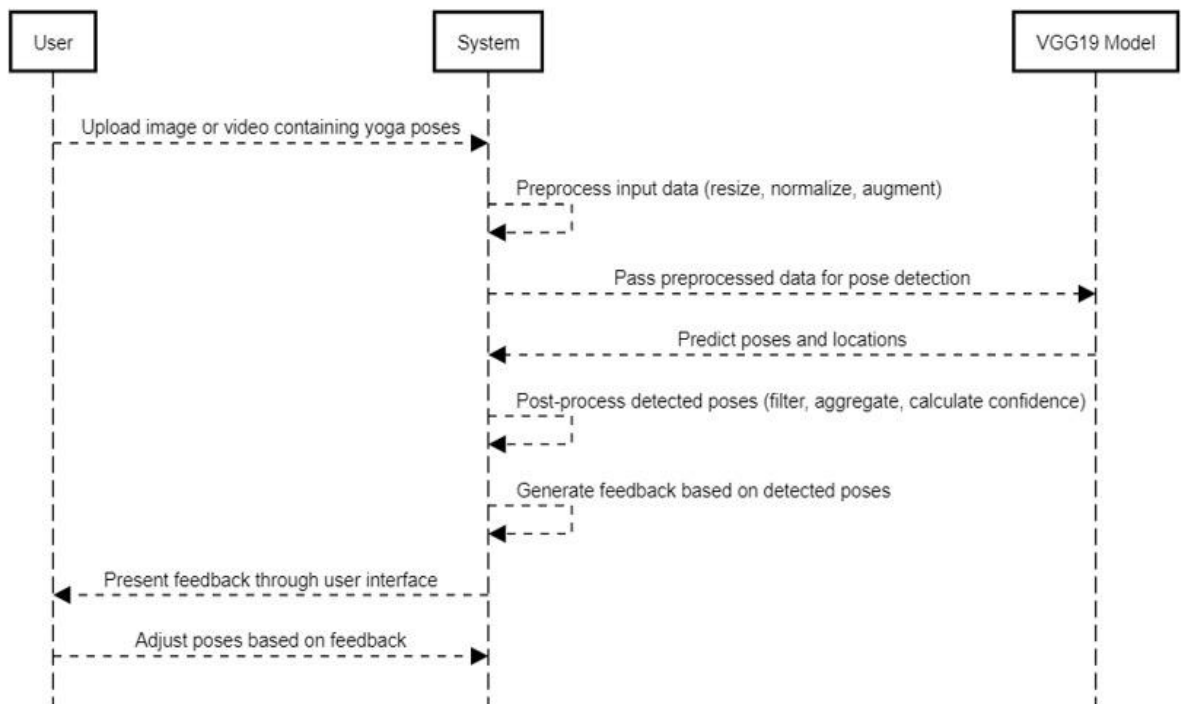 User
System
VGG19 Model
Upload image or video containing yoga poses
Preprocess input data (resize, normalize, augment)
Pass preprocessed data for pose detection
Predict poses and locations
Post-process detected poses (filter, aggregate, calculate confidence)
Generate feedback based on detected poses
Present feedback through user interface
Adjust poses based on feedback